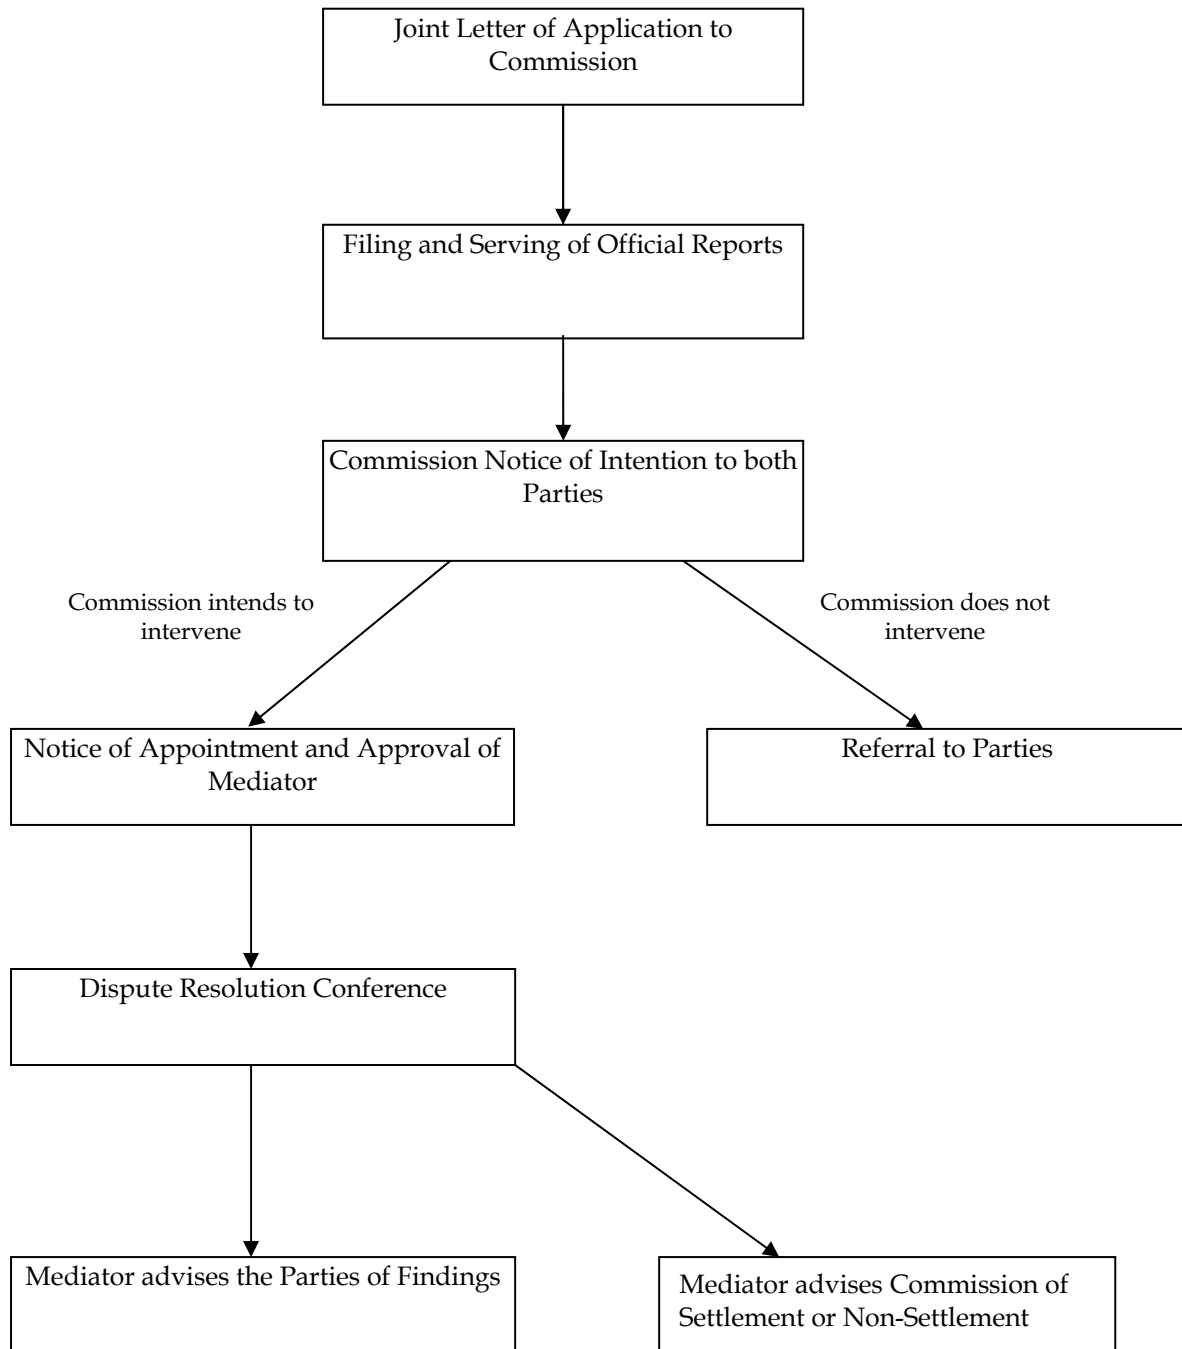 Joint Letter of Application to
Commission
Filing and Serving of Official Reports
Commission Notice of Intention to both
Parties
Commission intends to
intervene
Commission does not
intervene
Notice of Appointment and Approval of
Mediator
Referral to Parties
Dispute Resolution Conference
Mediator advises the Parties of Findings
Mediator advises Commission of
Settlement or Non-Settlement